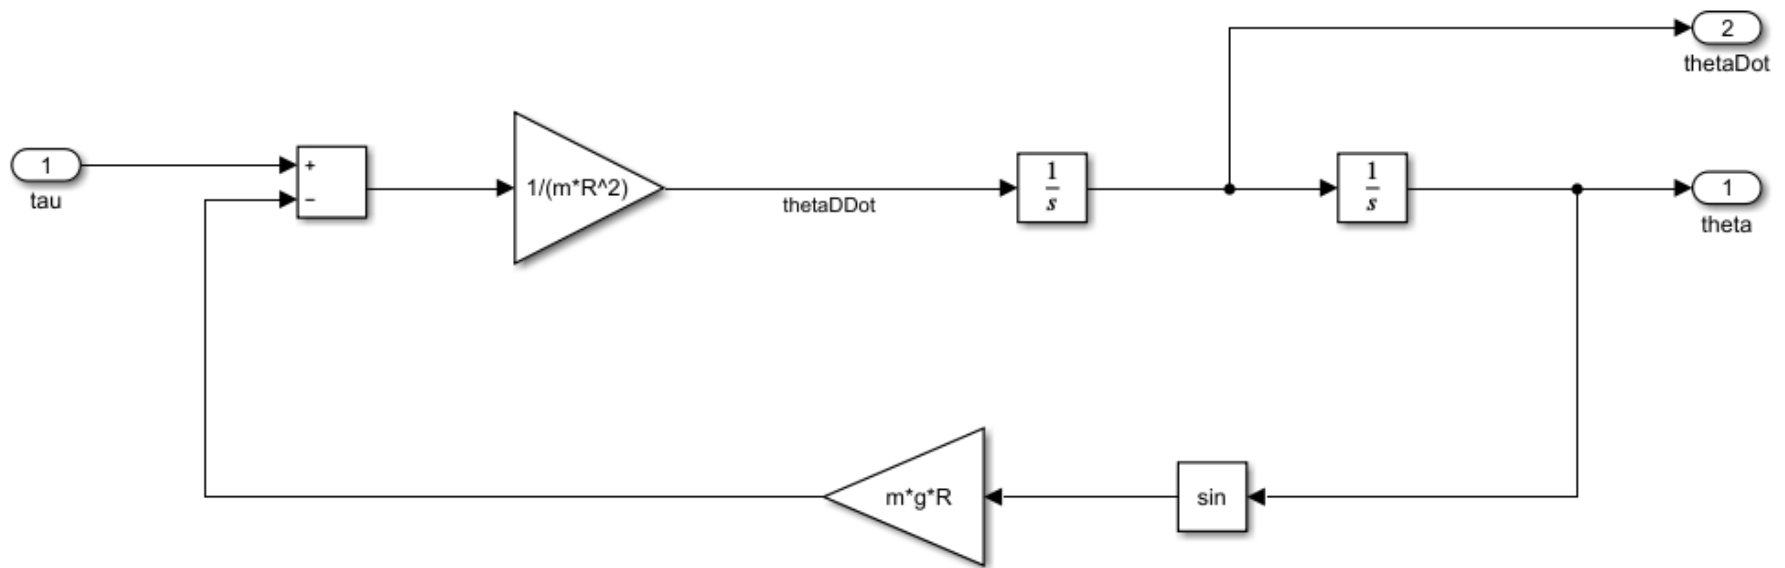 2
thetaDot
1
tau
+
−
1/(m*R^2)
thetaDDot
1
s
1
s
1
theta
m*g*R
sin